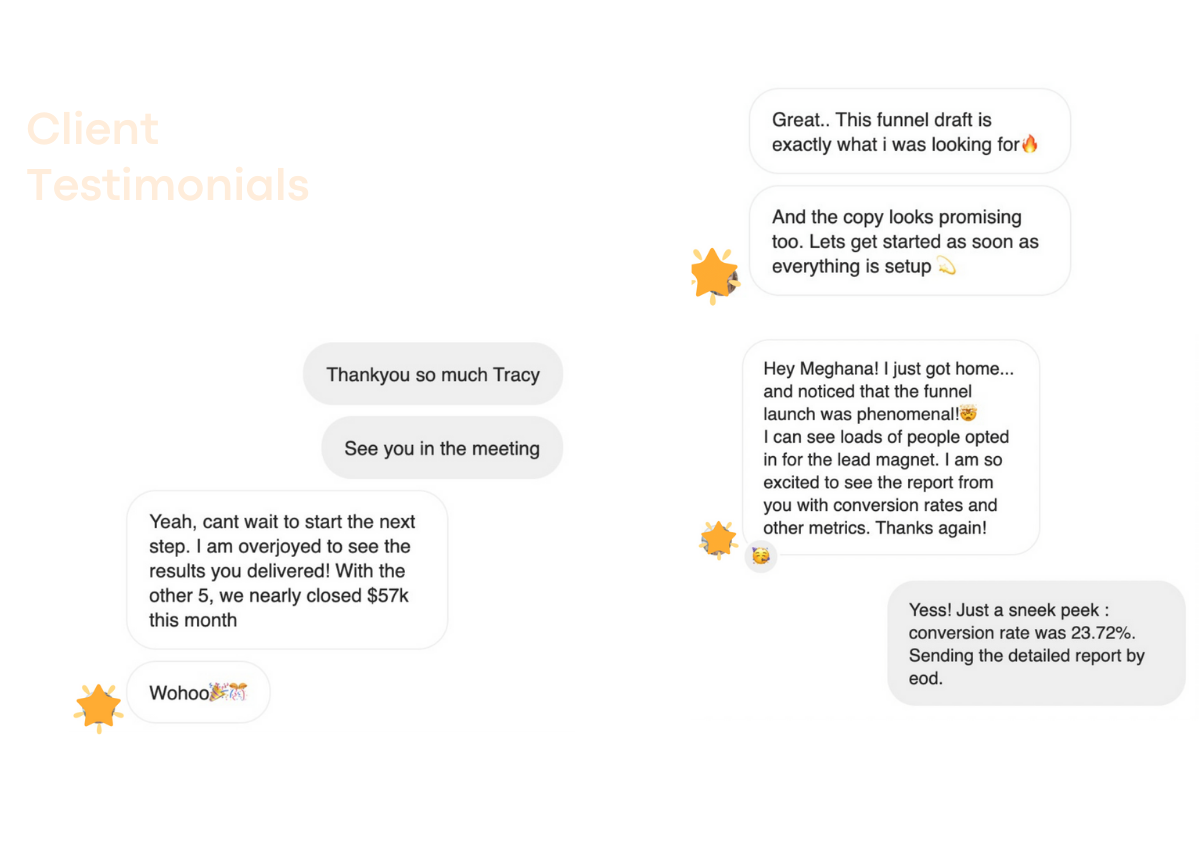 Client
Testimonials
Thankyou so much Tracy
See you in the meeting
Yeah, cant wait to start the next
step. I am overjoyed to see the
results you delivered! With the
other 5, we nearly closed $57k
this month
Wohoo🎉🎊
Great.. This funnel draft is
exactly what i was looking for🔥
And the copy looks promising
too. Lets get started as soon as
everything is setup 💫
Hey Meghana! I just got home...
and noticed that the funnel
launch was phenomenal!🤯
I can see loads of people opted
in for the lead magnet. I am so
excited to see the report from
you with conversion rates and
other metrics. Thanks again!
🥳
Yess! Just a sneek peek :
conversion rate was 23.72%.
Sending the detailed report by
eod.